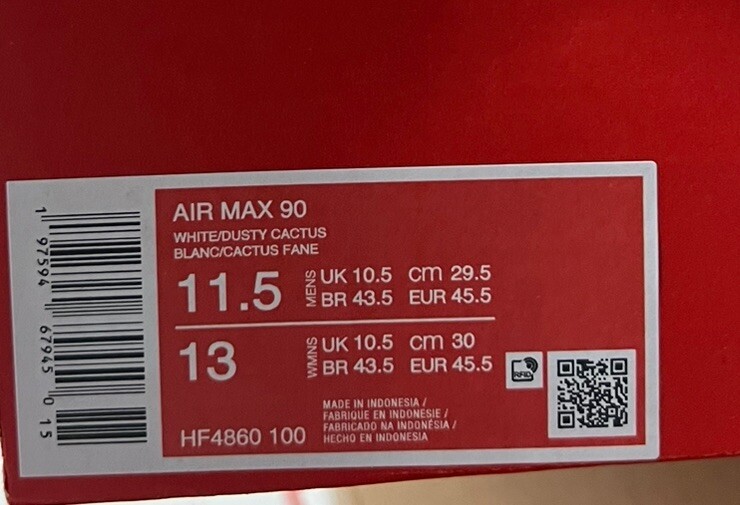 AIR MAX 90
WHITE/DUSTY CACTUS
BLANC/CACTUS FANE
11.5 MENS UK 10.5 cm 29.5
BR 43.5 EUR 45.5
13 WMNS UK 10.5 cm 30
BR 43.5 EUR 45.5
RFID
MADE IN INDONESIA /
FABRIQUE EN INDONESIE /
FABRICADO NA INDONÉSIA /
HECHO EN INDONESIA
HF4860 100
1 97594 67945 0 15